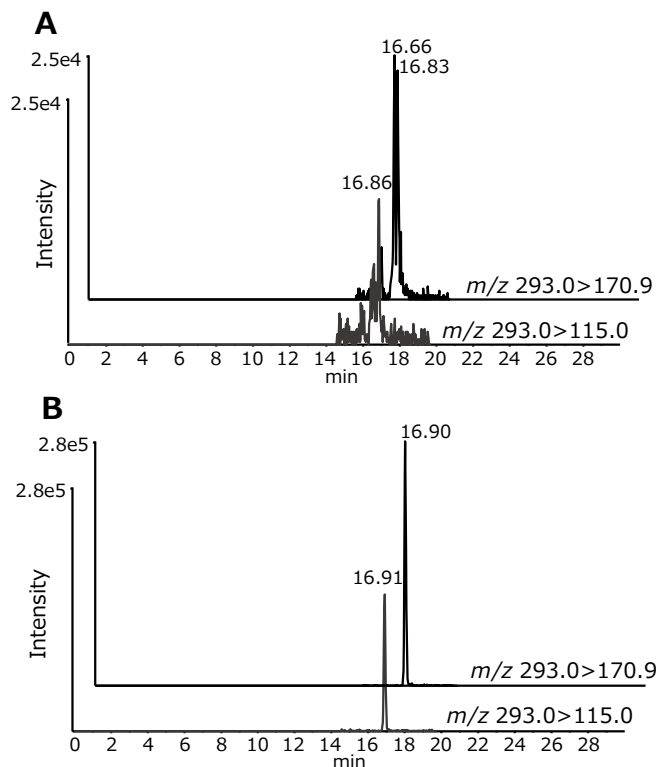 A
16.66
2.5e4
16.83
2.5e4
16.86
Intensity
m/z 293.0>170.9
m/z 293.0>115.0
0 2 4 6 8 10 12 14 16 18 20 22 24 26 28
min
B
16.90
2.8e5
2.8e5
16.91
Intensity
m/z 293.0>170.9
m/z 293.0>115.0
0 2 4 6 8 10 12 14 16 18 20 22 24 26 28
min